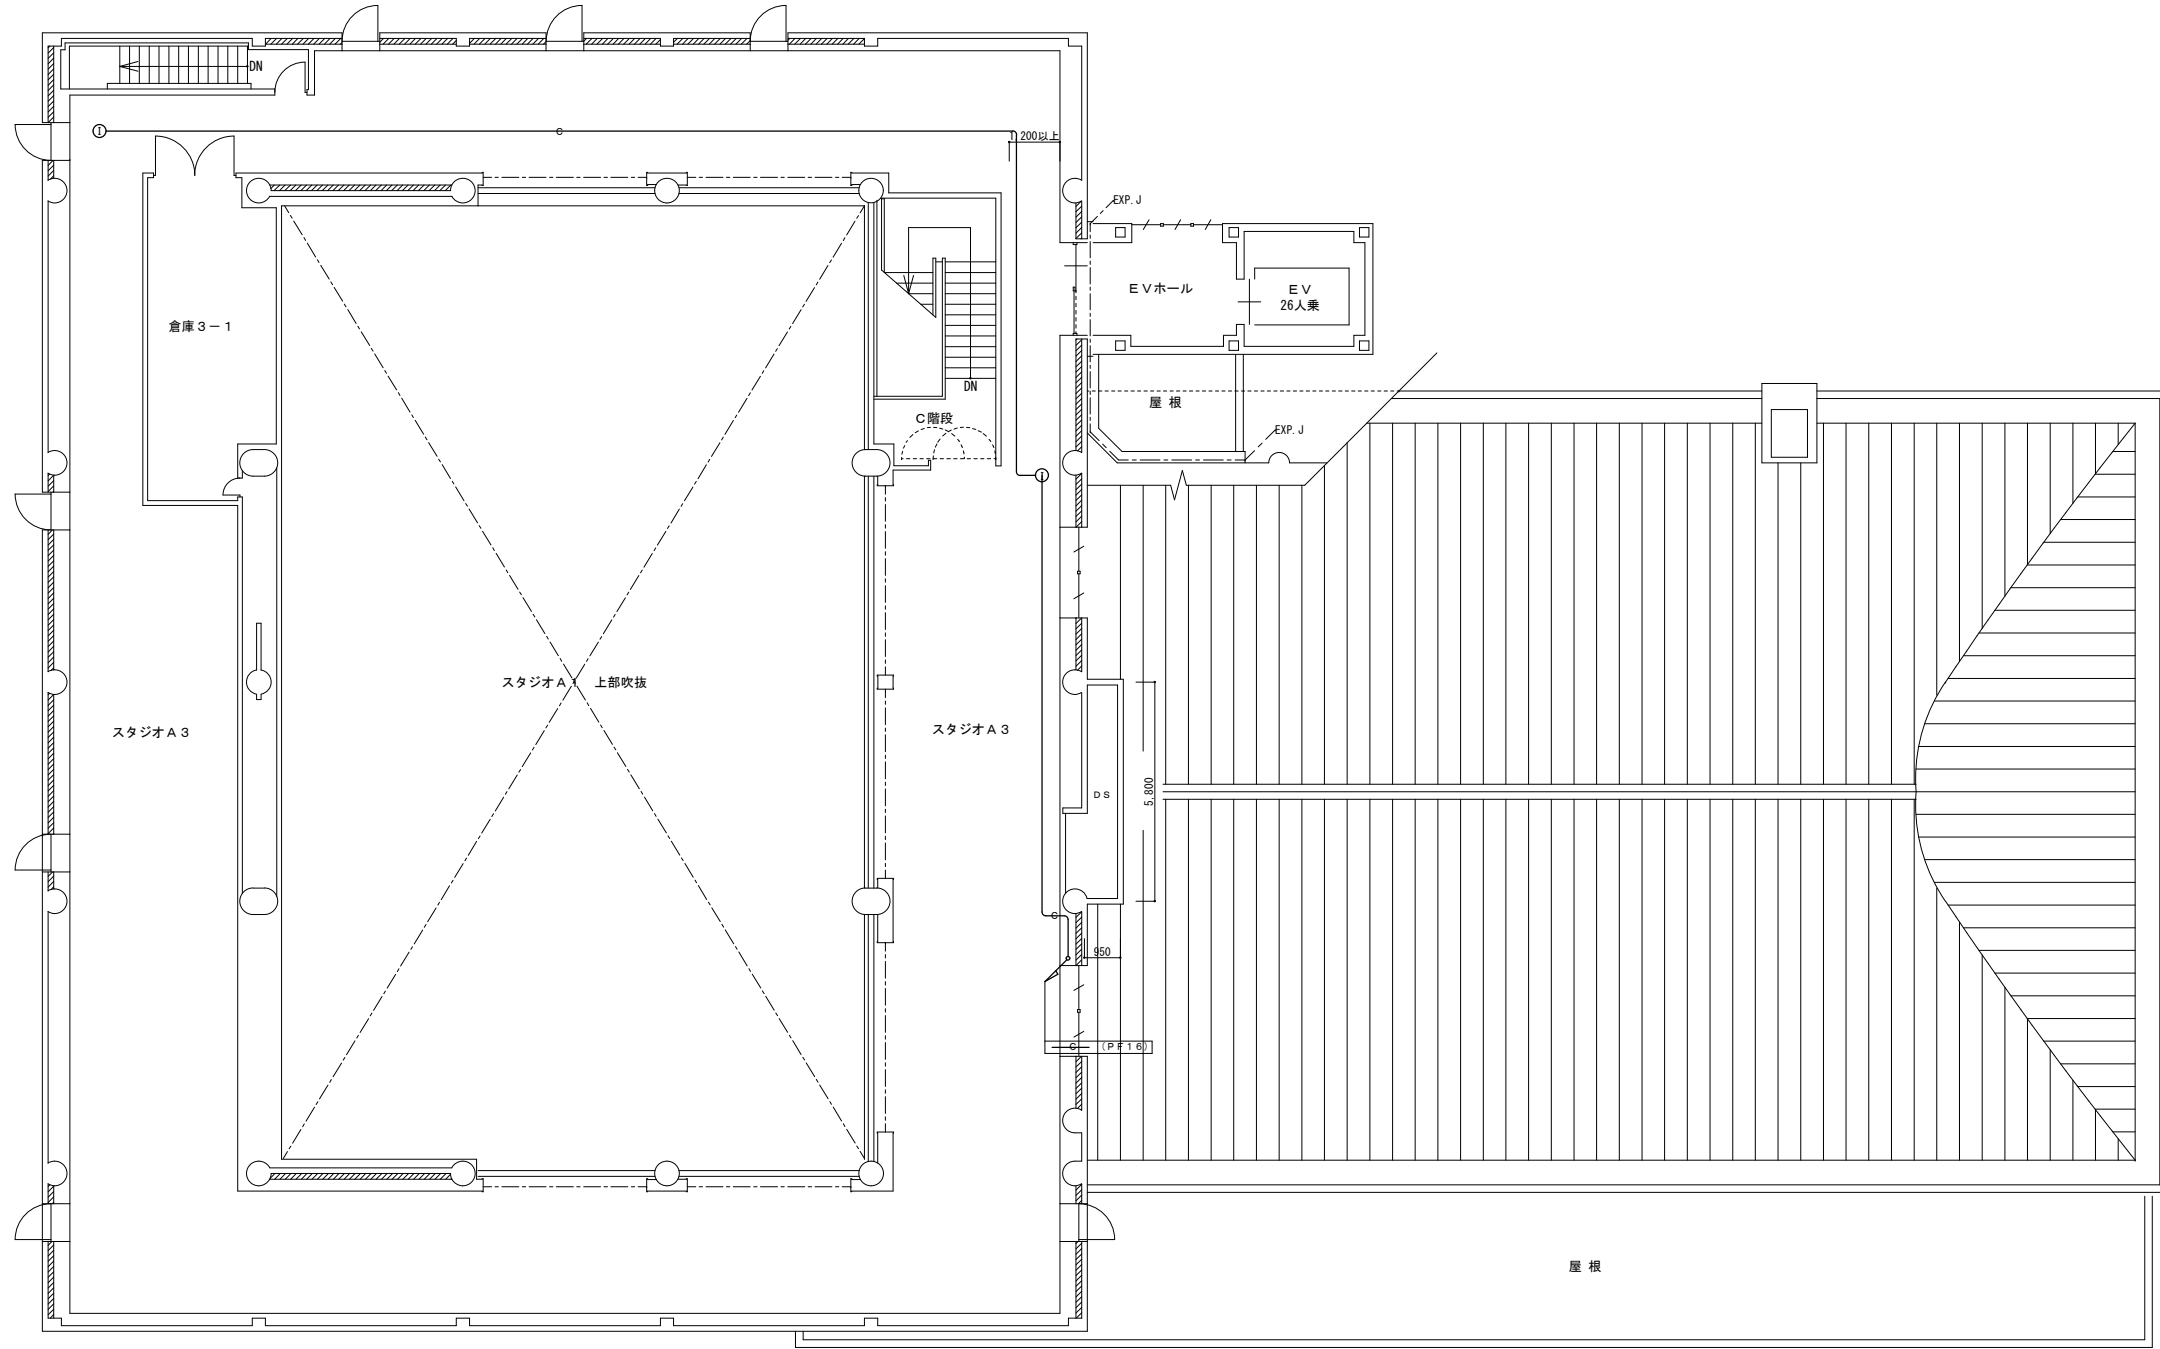 DN
I
C
1,200以上
EXP.J
EVホール
EV
26人乗
倉庫3-1
DN
屋 根
C階段
EXP.J
I
スタジオA1 上部吹抜
スタジオA3
スタジオA3
DS
5,800
C
950
C (PF16)
屋 根